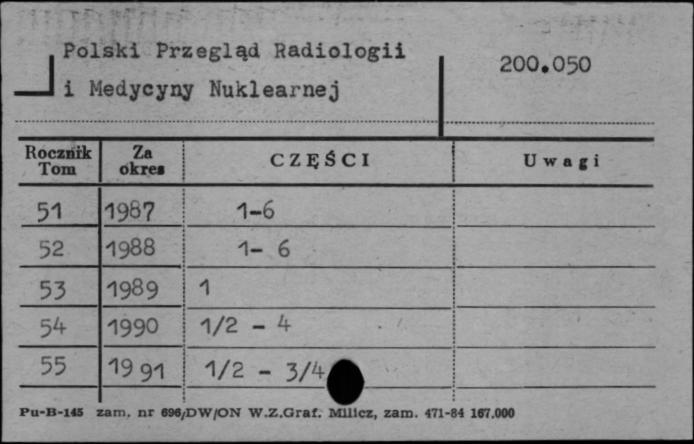 Polski Przegląd Radiologii
i Medycyny Nuklearnej
200.050
Rocznik Tom Za okres CZĘŚCI Uwagi
51 1987 1-6
52 1988 1- 6
53 1989 1
54 1990 1/2 - 4
55 1991 1/2 - 3/4
Pu-B-145 zam. nr 696/DW/ON W.Z.Graf. Milicz, zam. 471-84 167.000